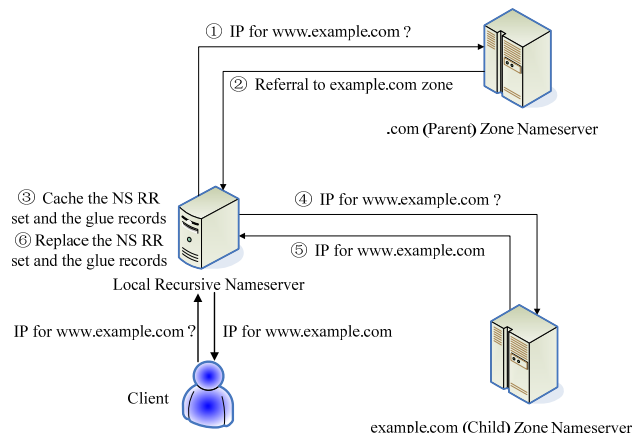 ① IP for www.example.com ?
② Referral to example.com zone
.com (Parent) Zone Nameserver
③ Cache the NS RR
set and the glue records
⑥ Replace the NS RR
set and the glue records
④ IP for www.example.com ?
⑤ IP for www.example.com
Local Recursive Nameserver
IP for www.example.com ?
IP for www.example.com
Client
example.com (Child) Zone Nameserver